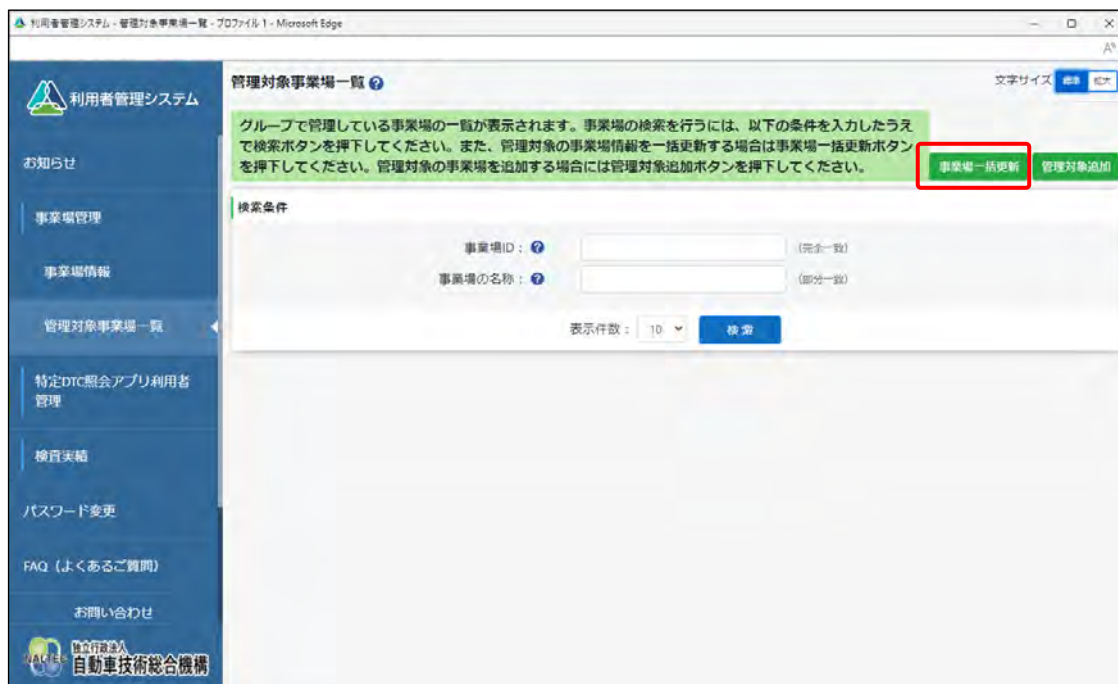 利用者管理システム - 管理対象事業場一覧 - プロファイル 1 - Microsoft Edge
利用者管理システム
管理対象事業場一覧
文字サイズ 標準 拡大
グループで管理している事業場の一覧が表示されます。事業場の検索を行うには、以下の条件を入力したうえ
で検索ボタンを押下してください。また、管理対象の事業場情報を一括更新する場合は事業場一括更新ボタン
を押下してください。管理対象の事業場を追加する場合には管理対象追加ボタンを押下してください。
事業場一括更新 管理対象追加
検索条件
事業場ID： (完全一致)
事業場の名称： (部分一致)
表示件数： 10 検索
お知らせ
事業場管理
事業場情報
管理対象事業場一覧
特定DTC照会アプリ利用者
管理
検査実績
パスワード変更
FAQ（よくあるご質問）
お問い合わせ
NALTEC
独立行政法人
自動車技術総合機構